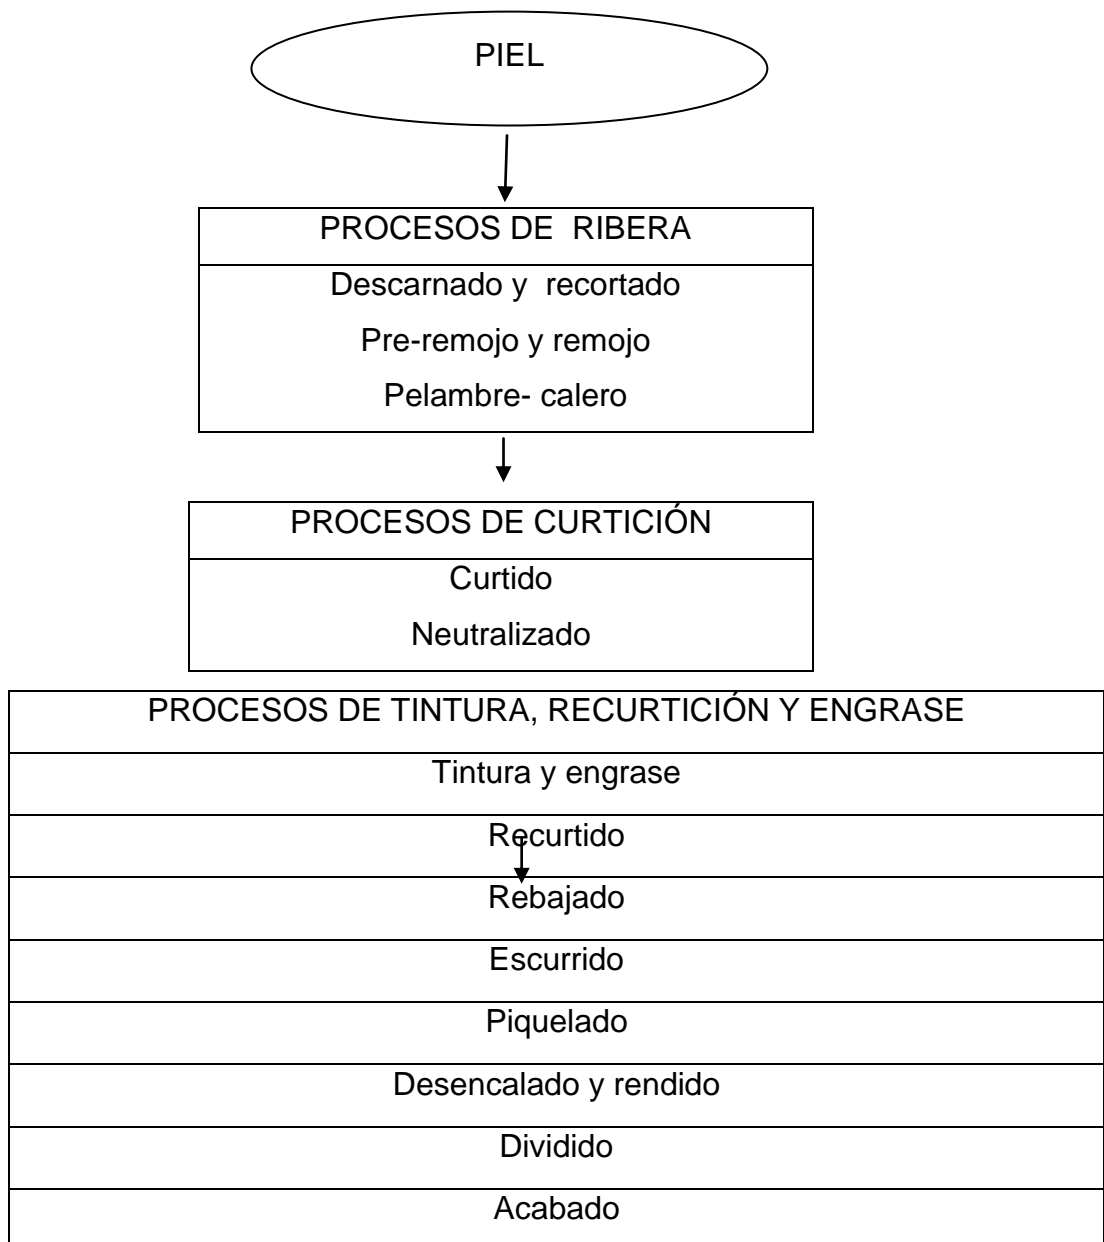 PIEL
PROCESOS DE RIBERA
Descarnado y recortado
Pre-remojo y remojo
Pelambre- calero
PROCESOS DE CURTICIÓN
Curtido
Neutralizado
PROCESOS DE TINTURA, RECURTICIÓN Y ENGRASE
Tintura y engrase
Recurtido
Rebajado
Escurrido
Piquelado
Desencalado y rendido
Dividido
Acabado